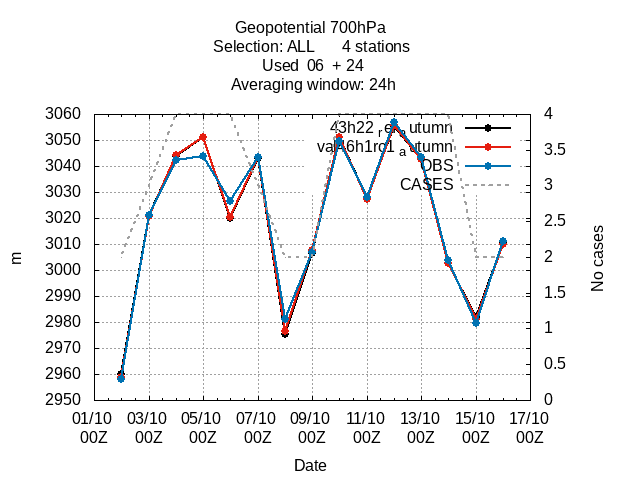 Geopotential 700hPa
Selection: ALL 4 stations
Used 06 + 24
Averaging window: 24h
3060
3050
3040
3030
3020
3010
3000
2990
2980
2970
2960
2950
m
4
3.5
3
2.5
2
1.5
1
0.5
0
No cases
utumn
utumn
OBS
CASES
01/10 03/10 05/10 07/10 09/10 11/10 13/10 15/10 17/10
00Z 00Z 00Z 00Z 00Z 00Z 00Z 00Z 00Z
Date